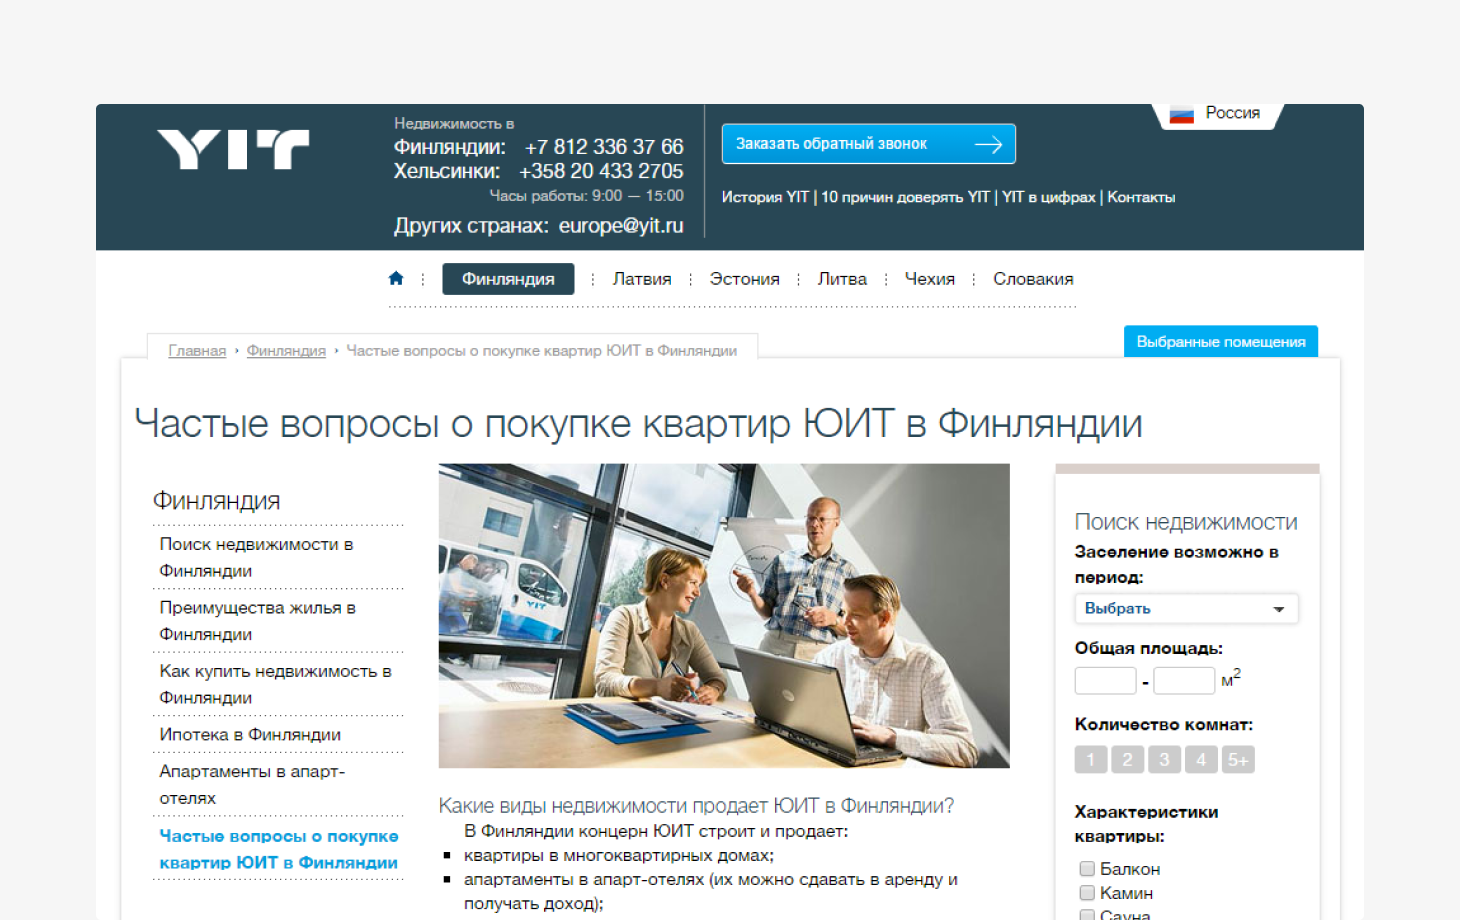 YIT
Недвижимость в
Финляндии: +7 812 336 37 66
Хельсинки: +358 20 433 2705
Часы работы: 9:00 — 15:00
Других странах: europe@yit.ru
Заказать обратный звонок
История YIT | 10 причин доверять YIT | YIT в цифрах | Контакты
Россия
Финляндия
Латвия
Эстония
Литва
Чехия
Словакия
Главная › Финляндия › Частые вопросы о покупке квартир ЮИТ в Финляндии
Выбранные помещения
Частые вопросы о покупке квартир ЮИТ в Финляндии
Финляндия
Поиск недвижимости в
Финляндии
Преимущества жилья в
Финляндии
Как купить недвижимость в
Финляндии
Ипотека в Финляндии
Апартаменты в апарт-
отелях
Частые вопросы о покупке
квартир ЮИТ в Финляндии
YIT
Какие виды недвижимости продает ЮИТ в Финляндии?
В Финляндии концерн ЮИТ строит и продает:
квартиры в многоквартирных домах;
апартаменты в апарт-отелях (их можно сдавать в аренду и
получать доход);
Поиск недвижимости
Заселение возможно в
период:
Выбрать
Общая площадь:
- м²
Количество комнат:
1 2 3 4 5+
Характеристики
квартиры:
Балкон
Камин
Сауна